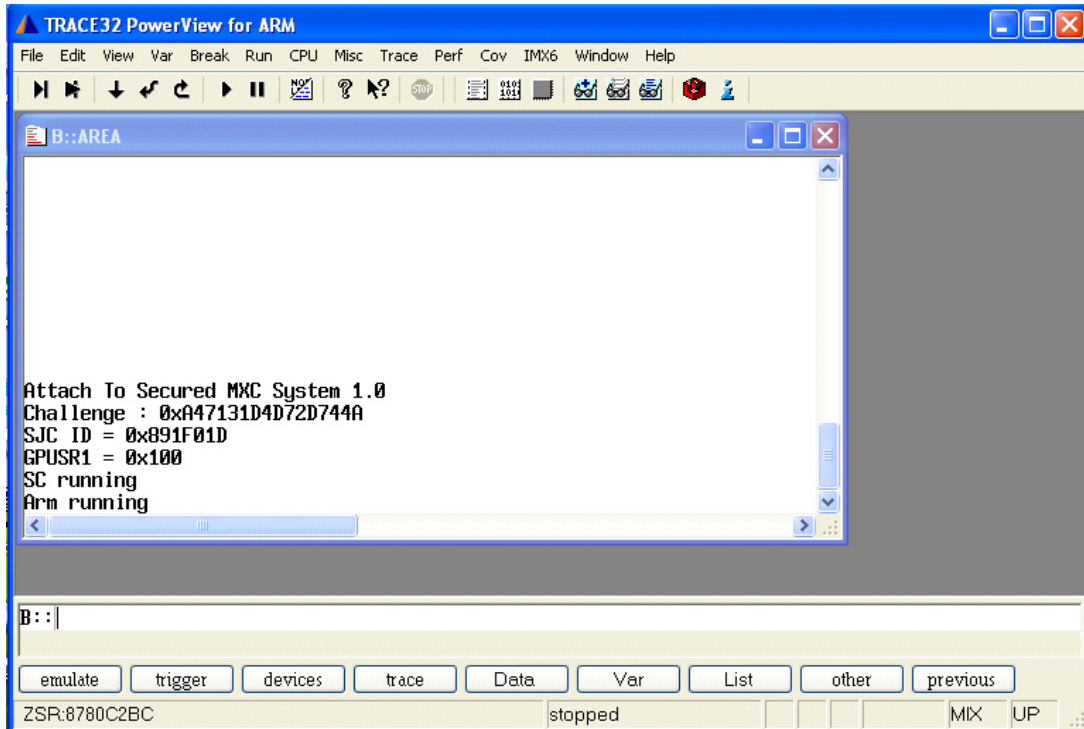 TRACE32 PowerView for ARM
File Edit View Var Break Run CPU Misc Trace Perf Cov IMX6 Window Help
B::AREA
Attach To Secured MXC System 1.0
Challenge : 0xA47131D4D72D744A
SJC ID = 0x891F01D
GPUSR1 = 0x100
SC running
Arm running
B::
emulate trigger devices trace Data Var List other previous
ZSR:8780C2BC stopped MIX UP